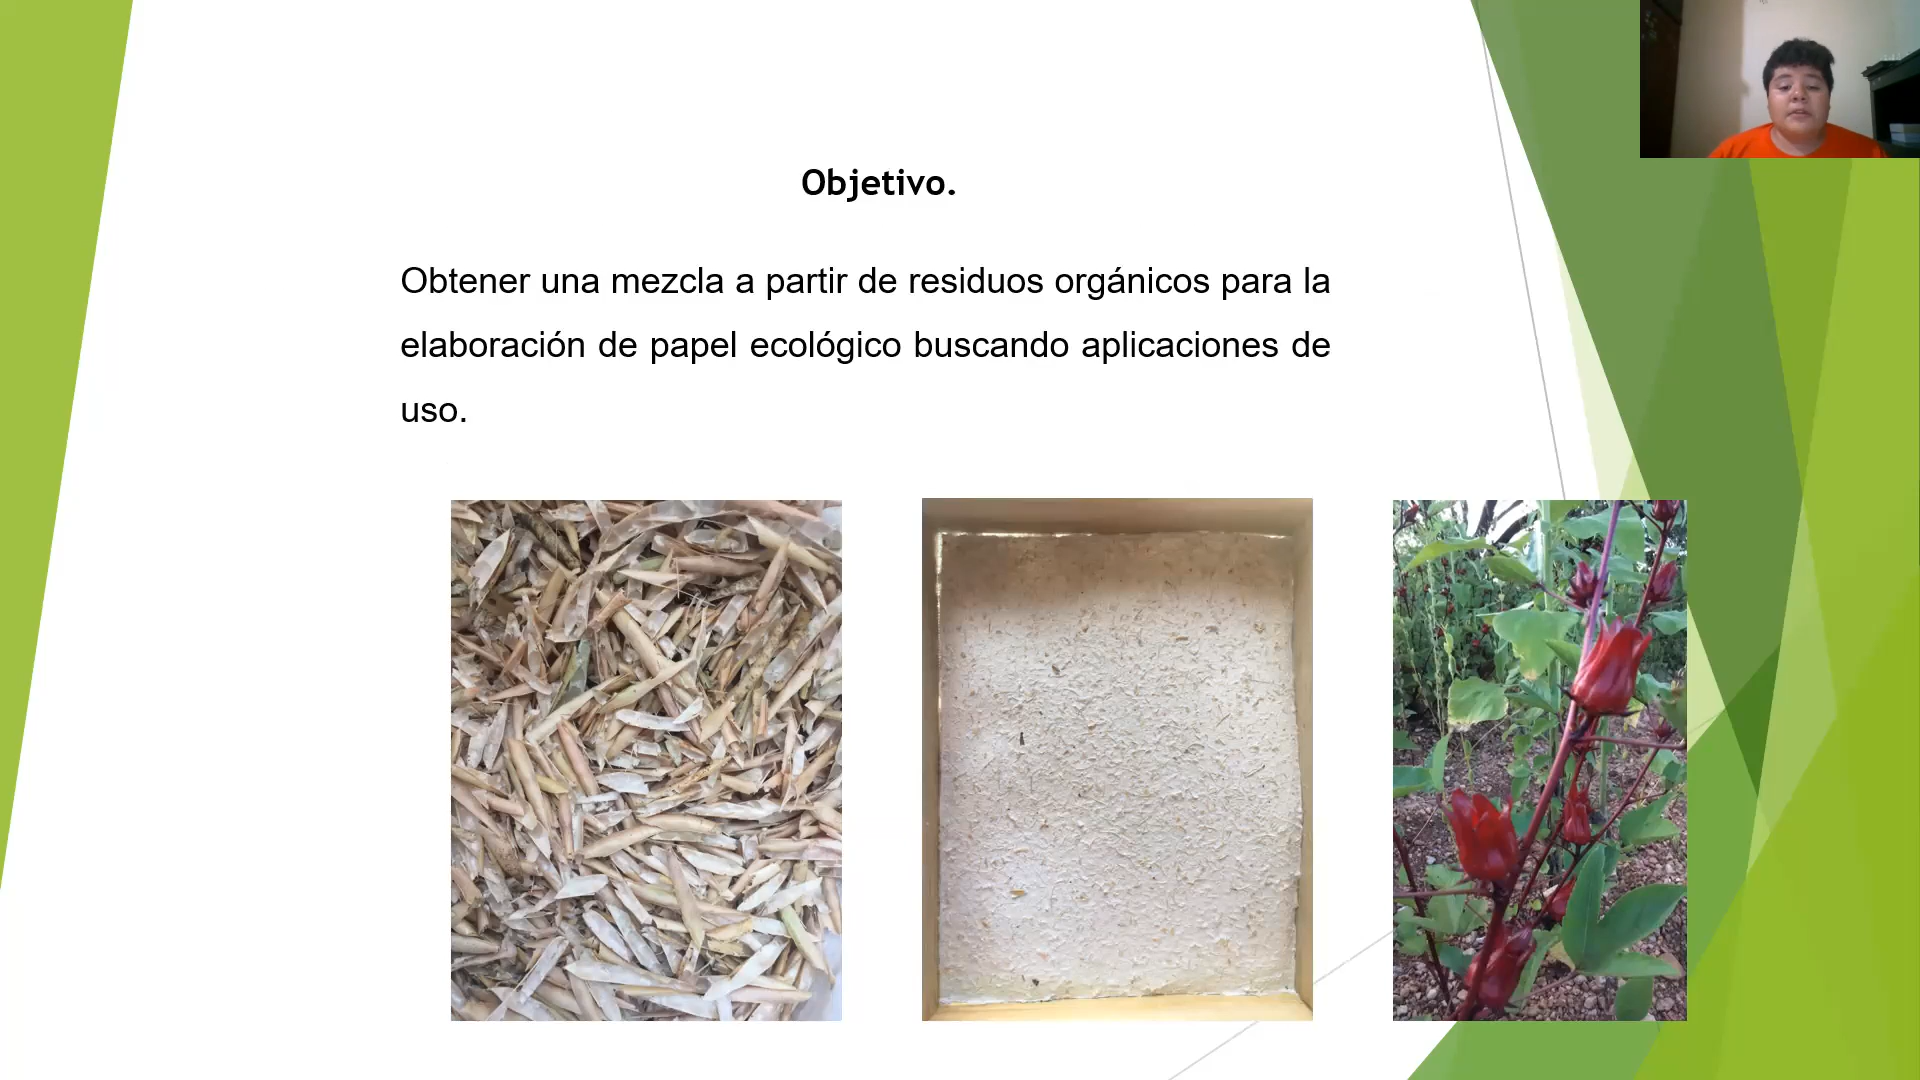 Objetivo.
Obtener una mezcla a partir de residuos orgánicos para la
elaboración de papel ecológico buscando aplicaciones de
uso.